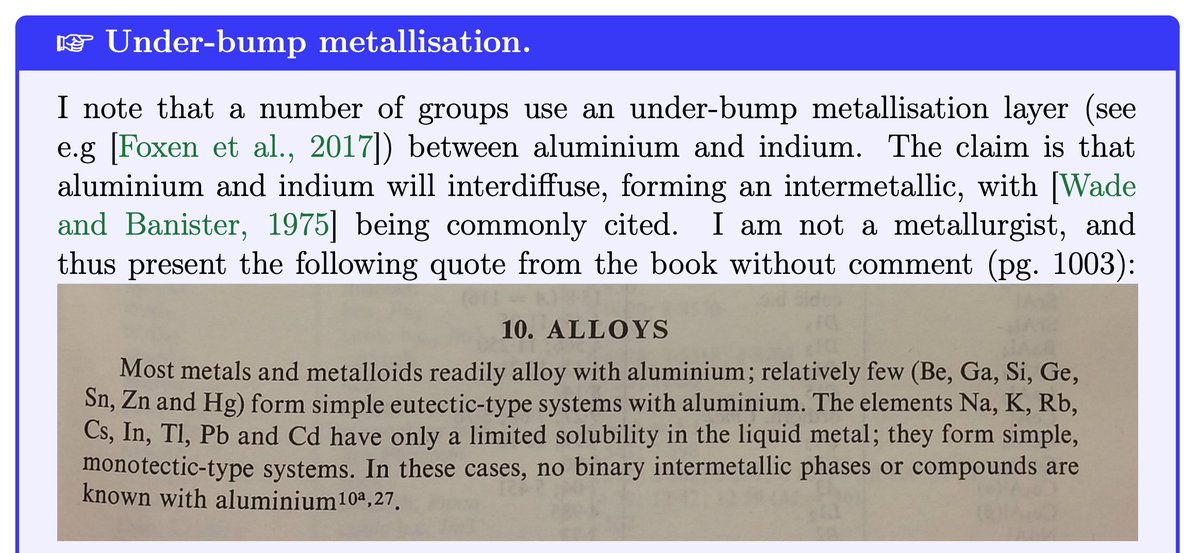 ☞ Under-bump metallisation.
I note that a number of groups use an under-bump metallisation layer (see
e.g [Foxen et al., 2017]) between aluminium and indium. The claim is that
aluminium and indium will interdiffuse, forming an intermetallic, with [Wade
and Banister, 1975] being commonly cited. I am not a metallurgist, and
thus present the following quote from the book without comment (pg. 1003):
10. ALLOYS
Most metals and metalloids readily alloy with aluminium; relatively few (Be, Ga, Si, Ge,
Sn, Zn and Hg) form simple eutectic-type systems with aluminium. The elements Na, K, Rb,
Cs, In, Tl, Pb and Cd have only a limited solubility in the liquid metal; they form simple,
monotectic-type systems. In these cases, no binary intermetallic phases or compounds are
known with aluminium10a,27.